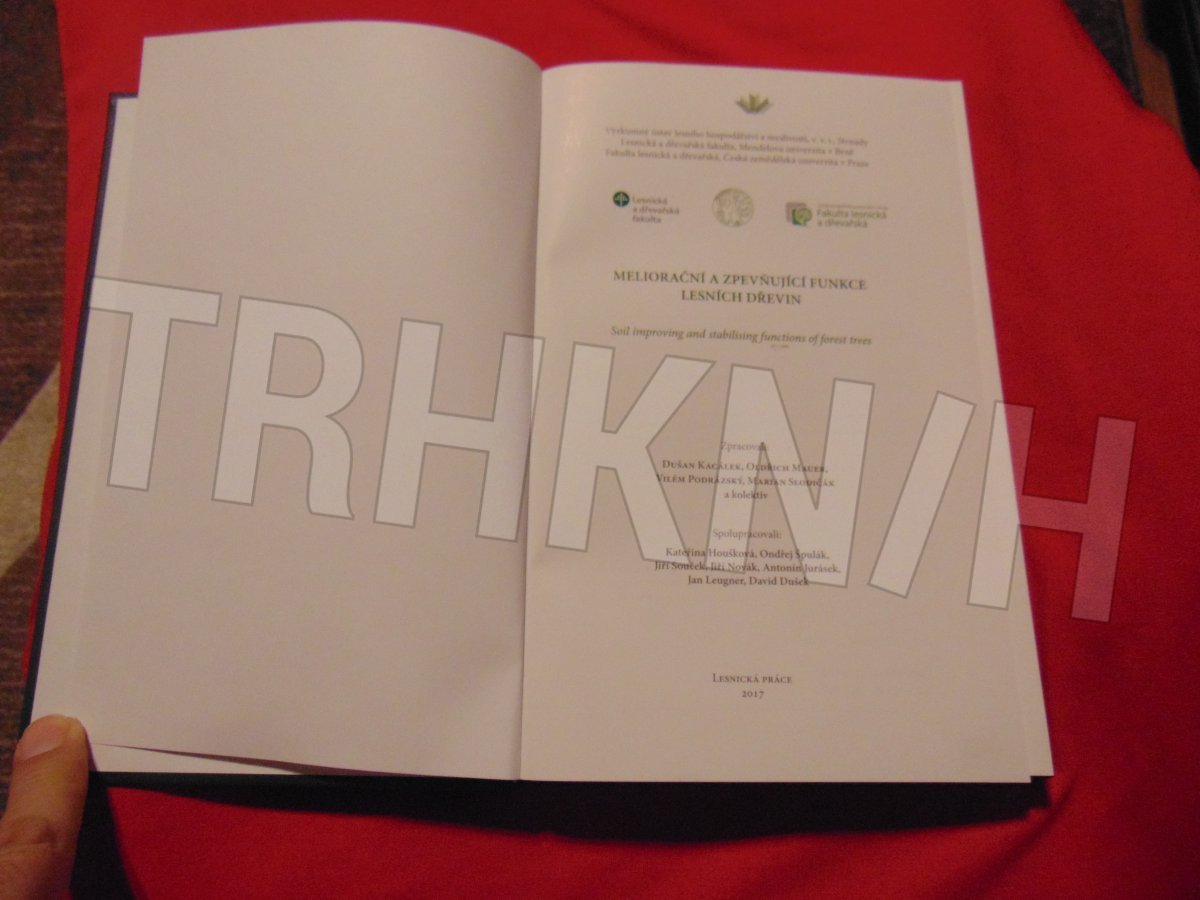 Výzkumný ústav lesního hospodářství a myslivosti, v. v. i., Strnady
Lesnická a dřevařská fakulta, Mendelova univerzita v Brně
Fakulta lesnická a dřevařská, Česká zemědělská univerzita v Praze
Lesnická
a dřevařská
fakulta
Fakulta lesnická
a dřevařská
MELIORAČNÍ A ZPEVŇUJÍCÍ FUNKCE
LESNÍCH DŘEVIN
Soil improving and stabilising functions of forest trees
TRHKN/H
Zpracovali:
Dušan Kacálek, Oldřich Mauer,
Vilém Podrázský, Marian Slodičák
a kolektiv
Spolupracovali:
Kateřina Houšková, Ondřej Špulák,
Jiří Souček, Jiří Novák, Antonín Jurásek,
Jan Leugner, David Dušek
Lesnická práce
2017